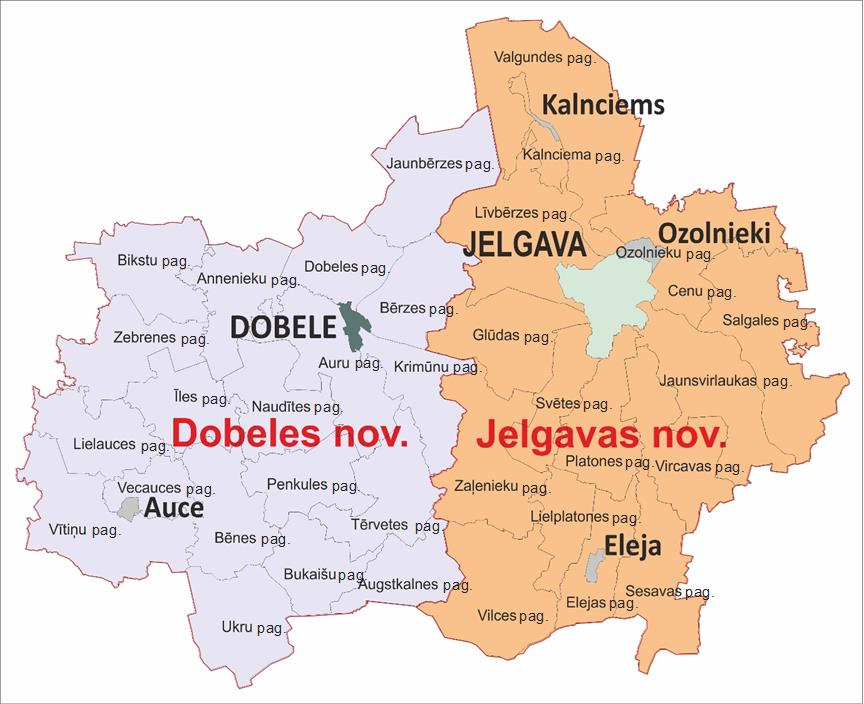 Valgundes pag.
Kalnciems
Kalnciema pag.
Jaunbērzes pag.
Līvbērzes pag.
JELGAVA
Ozolnieki
Ozolnieku pag.
Bikstu pag.
Annenieku pag.
Dobeles pag.
Cenu pag.
Bērzes pag.
Salgales pag.
DOBELE
Zebrenes pag.
Glūdas pag.
Auru pag.
Krimūnu pag.
Jaunsvirlaukas pag.
Īles pag.
Naudītes pag.
Svētes pag.
Dobeles nov.
Jelgavas nov.
Lielauces pag.
Platones pag.
Vircavas pag.
Vecauces pag.
Penkules pag.
Zaļenieku pag.
Auce
Vītiņu pag.
Tērvetes pag.
Lielplatones pag.
Bēnes pag.
Eleja
Bukaišu pag.
Augstkalnes pag.
Sesavas pag.
Elejas pag.
Vilces pag.
Ukru pag.